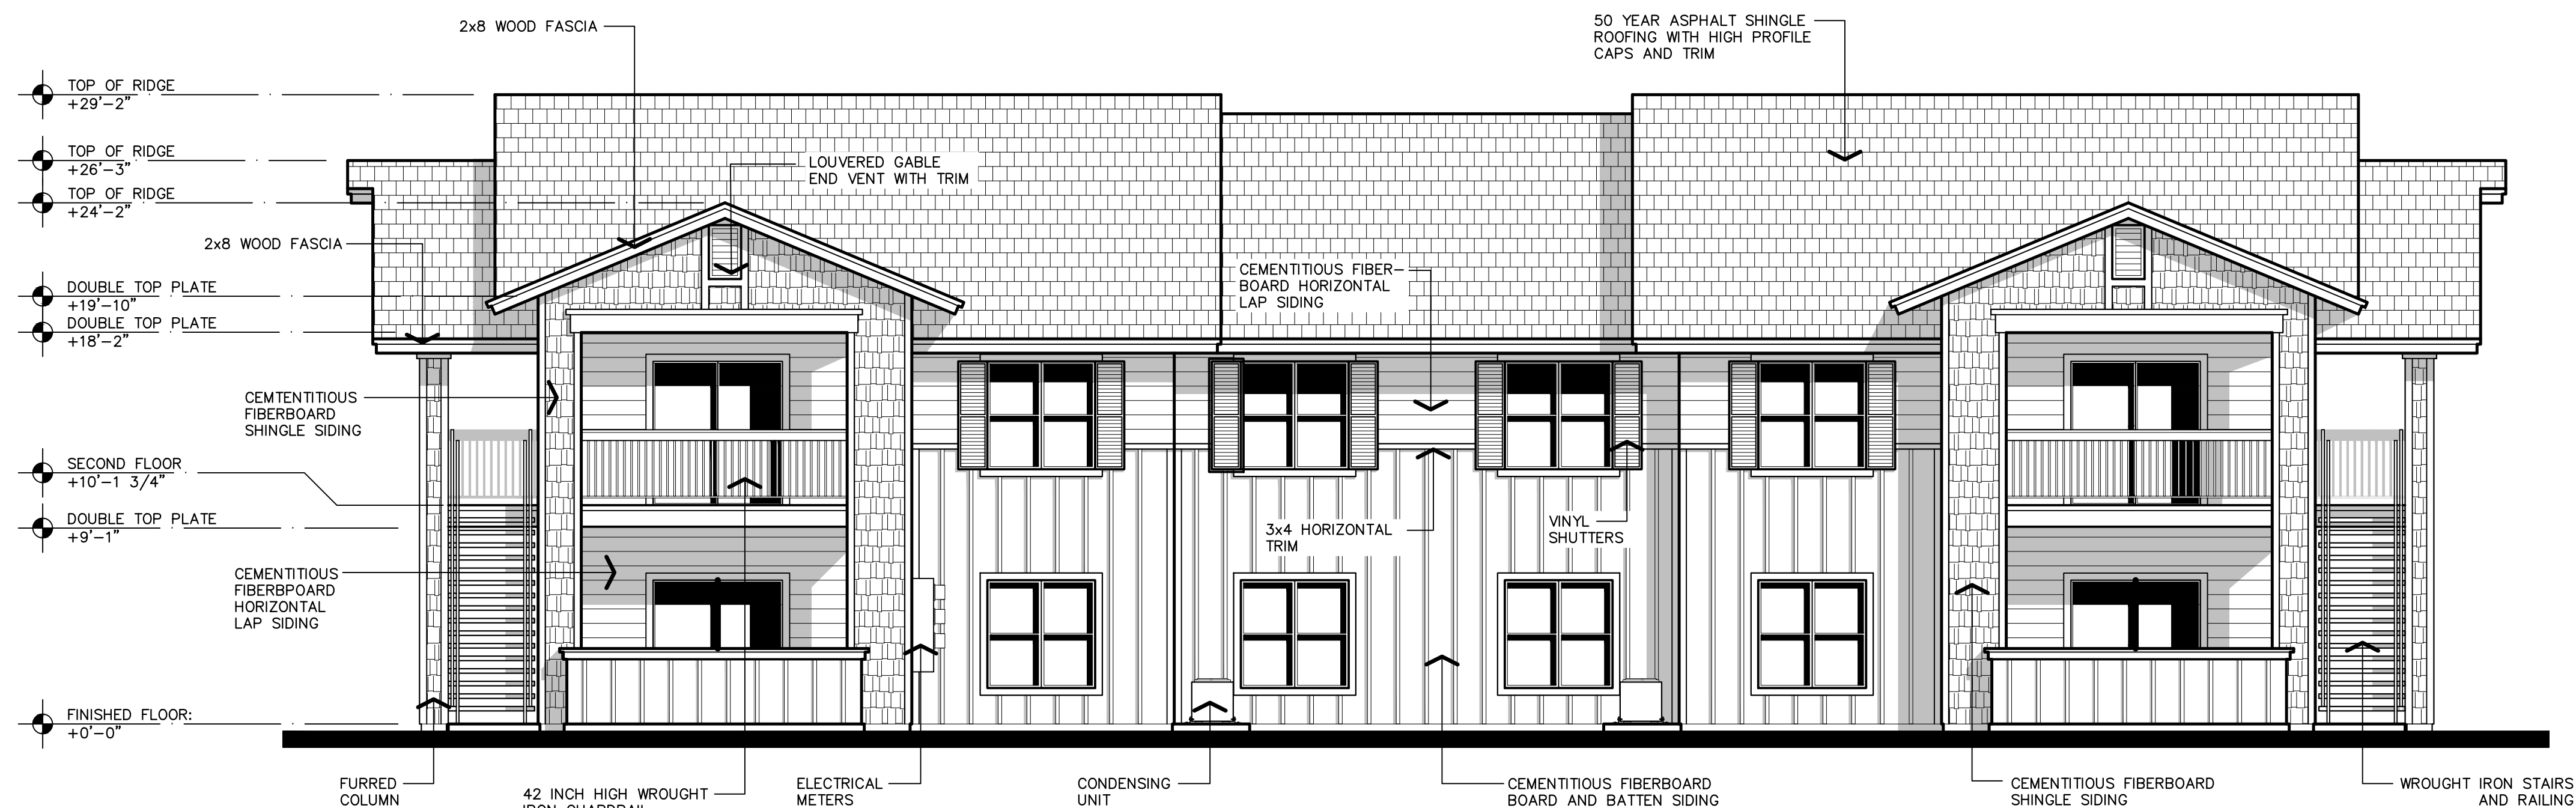 2x8 WOOD FASCIA
50 YEAR ASPHALT SHINGLE
ROOFING WITH HIGH PROFILE
CAPS AND TRIM
TOP OF RIDGE
+29'-2"
TOP OF RIDGE
+26'-3"
TOP OF RIDGE
+24'-2"
LOUVERED GABLE
END VENT WITH TRIM
2x8 WOOD FASCIA
DOUBLE TOP PLATE
+19'-10"
DOUBLE TOP PLATE
+18'-2"
CEMENTITIOUS FIBER-
BOARD HORIZONTAL
LAP SIDING
CEMTENTITIOUS
FIBERBOARD
SHINGLE SIDING
SECOND FLOOR
+10'-1 3/4"
DOUBLE TOP PLATE
+9'-1"
3x4 HORIZONTAL
TRIM
VINYL
SHUTTERS
CEMENTITIOUS
FIBERBPOARD
HORIZONTAL
LAP SIDING
FINISHED FLOOR:
+0'-0"
FURRED
COLUMN
42 INCH HIGH WROUGHT
IRON GUARDRAIL
ELECTRICAL
METERS
CONDENSING
UNIT
CEMENTITIOUS FIBERBOARD
BOARD AND BATTEN SIDING
CEMENTITIOUS FIBERBOARD
SHINGLE SIDING
WROUGHT IRON STAIRS
AND RAILING